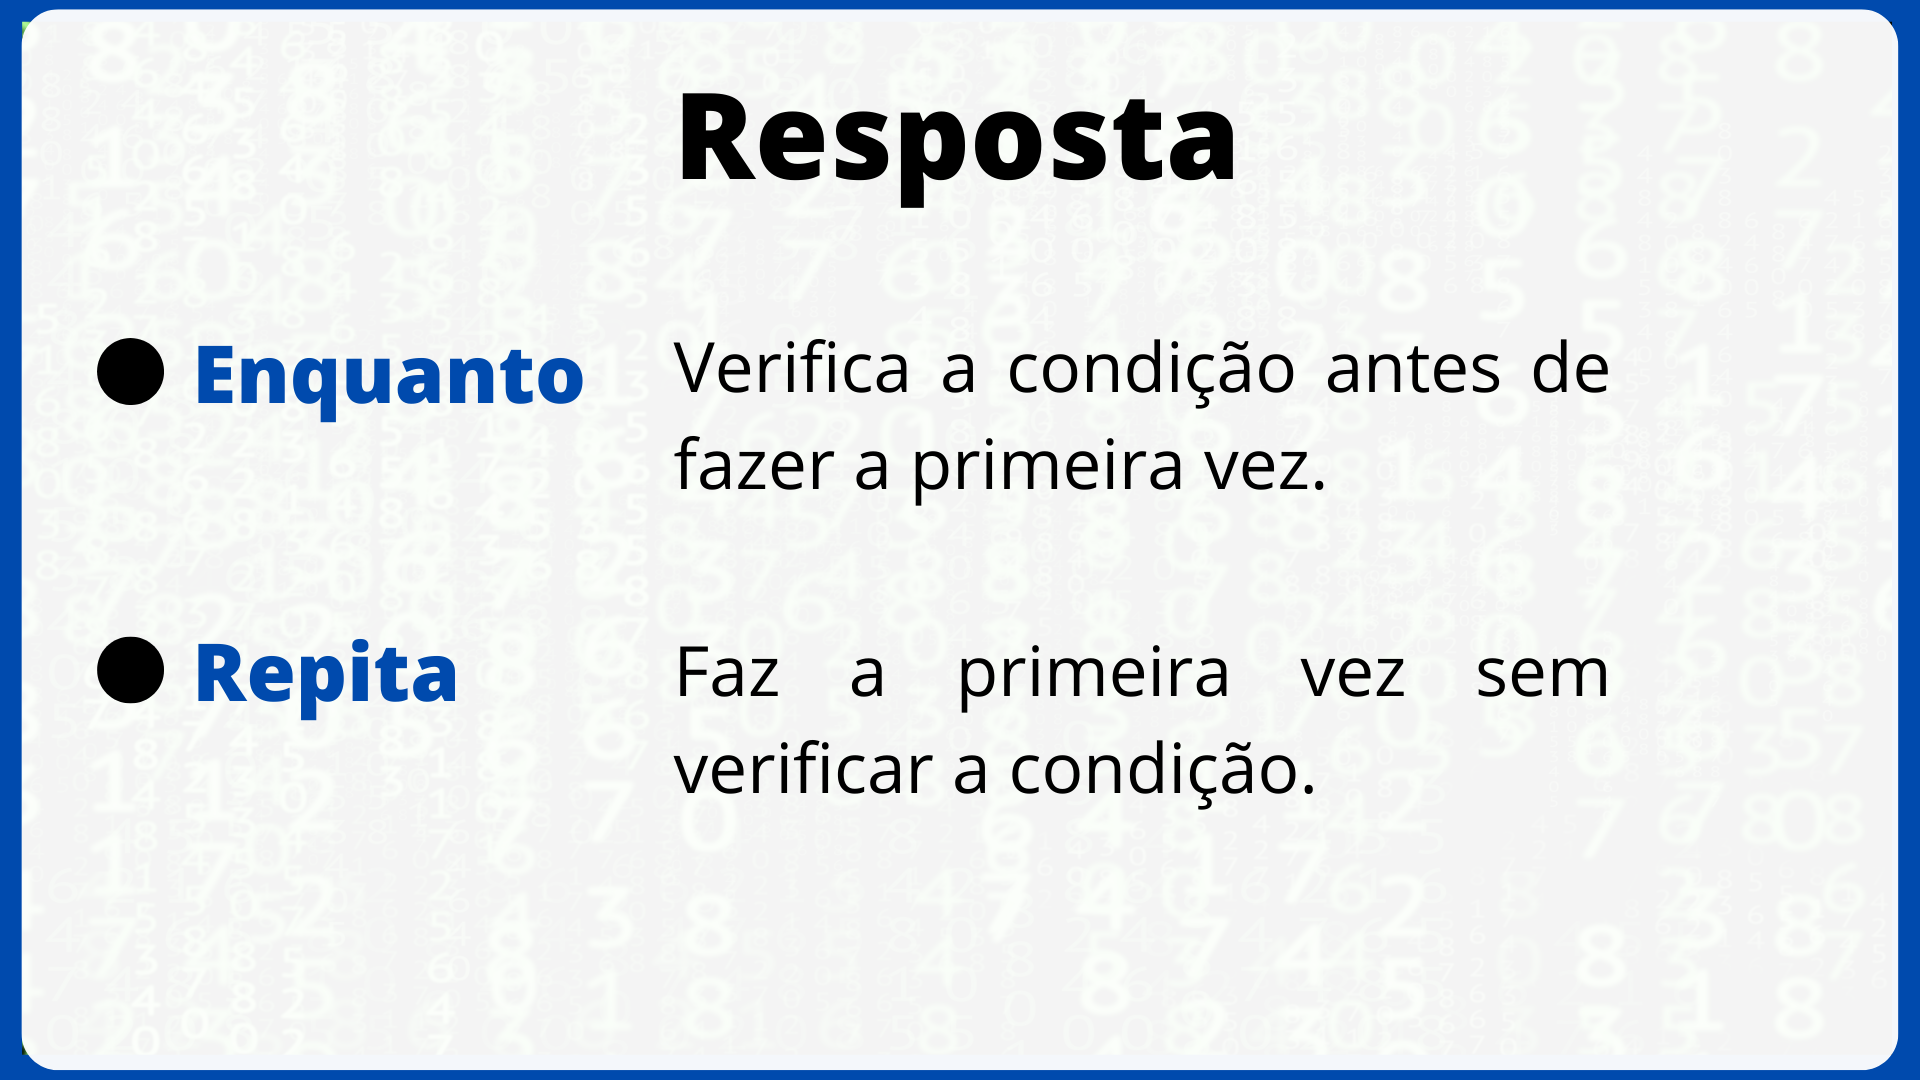 Resposta
Enquanto
Verifica a condição antes de
fazer a primeira vez.
Repita
Faz a primeira vez sem
verificar a condição.